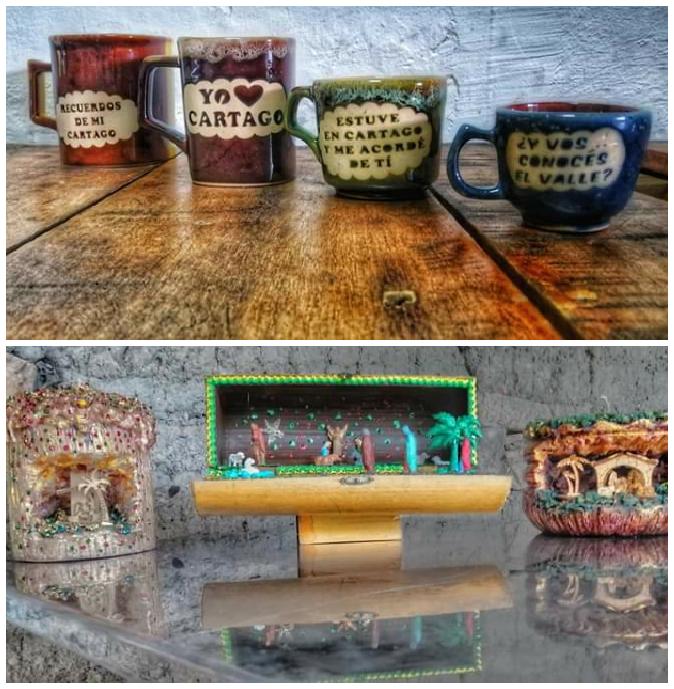 RECUERDOS
DE MI
CARTAGO
YO ♥
CARTAGO
ESTUVE
EN CARTAGO
Y ME ACORDÉ
DE TÍ
¿Y VOS...
CONOCÉS
EL VALLE?